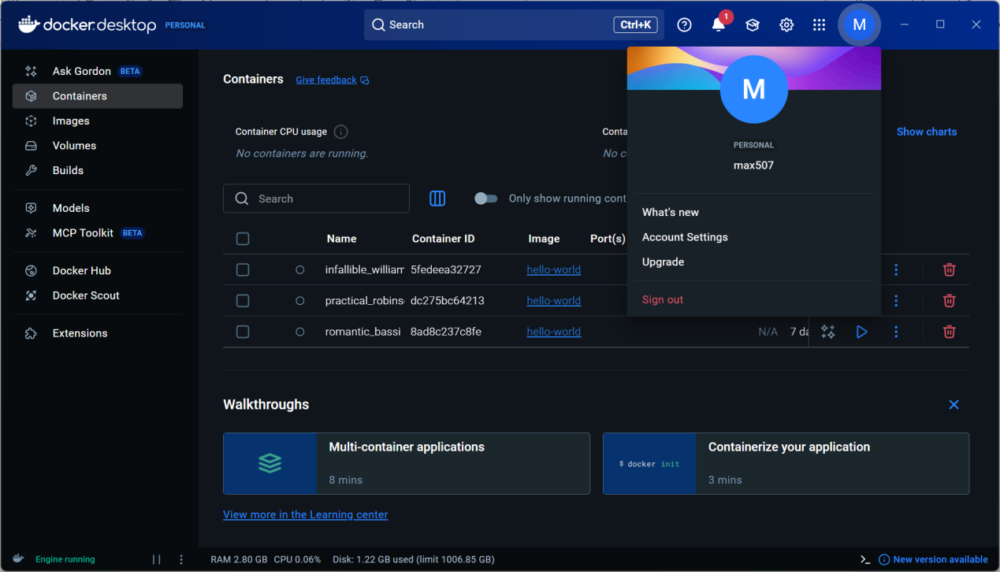 docker.desktop PERSONAL
Search
Ctrl+K
1
M
Ask Gordon BETA
Containers
Images
Volumes
Builds
Models
MCP Toolkit BETA
Docker Hub
Docker Scout
Extensions
Containers Give feedback
Container CPU usage
No containers are running.
Conta
No c
Show charts
Search
Only show running cont
Name Container ID Image Port(s)
infallible_william 5fedeea32727 hello-world
practical_robins dc275bc64213 hello-world
romantic_bassi 8ad8c237c8fe hello-world N/A 7 da
M
PERSONAL
max507
What's new
Account Settings
Upgrade
Sign out
Walkthroughs
Multi-container applications
8 mins
$ docker init
Containerize your application
3 mins
View more in the Learning center
Engine running
RAM 2.80 GB CPU 0.06% Disk: 1.22 GB used (limit 1006.85 GB)
New version available